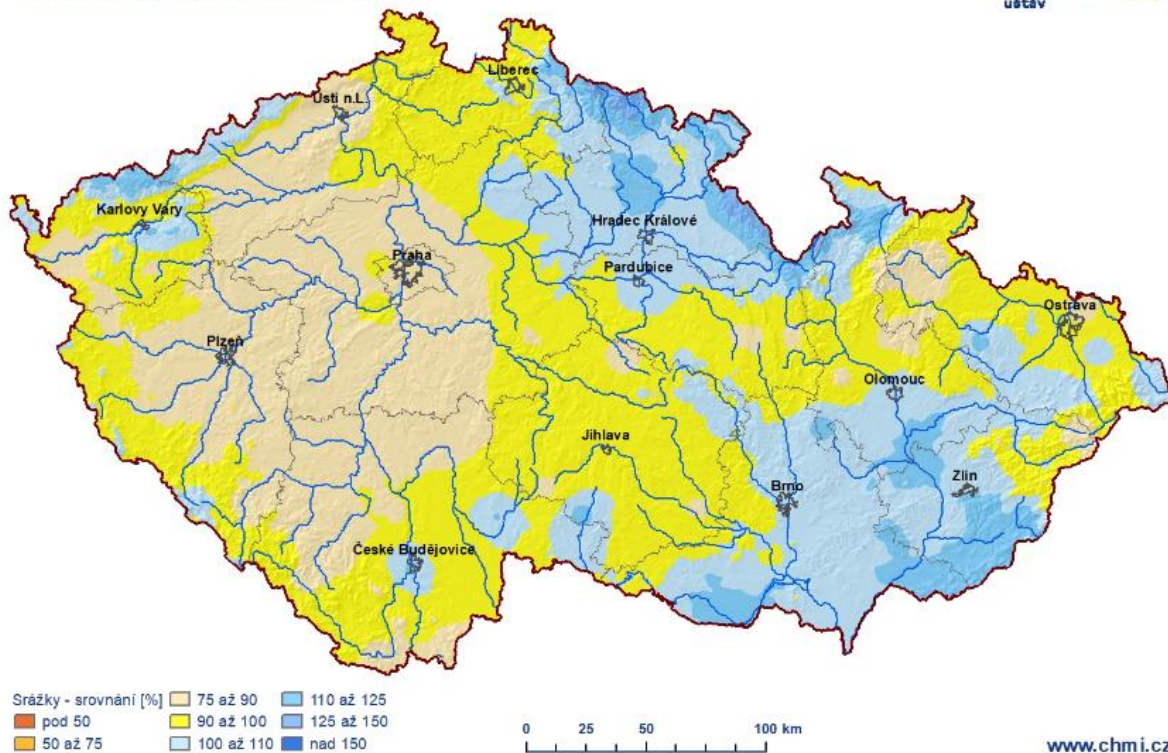 ústav
Liberec
Ústí n.L.
Karlovy Vary
Hradec Králové
Praha
Pardubice
Ostrava
Plzeň
Olomouc
Jihlava
Zlín
Brno
České Budějovice
Srážky - srovnání [%]
pod 50
50 až 75
75 až 90
90 až 100
100 až 110
110 až 125
125 až 150
nad 150
0 25 50 100 km
www.chmi.cz